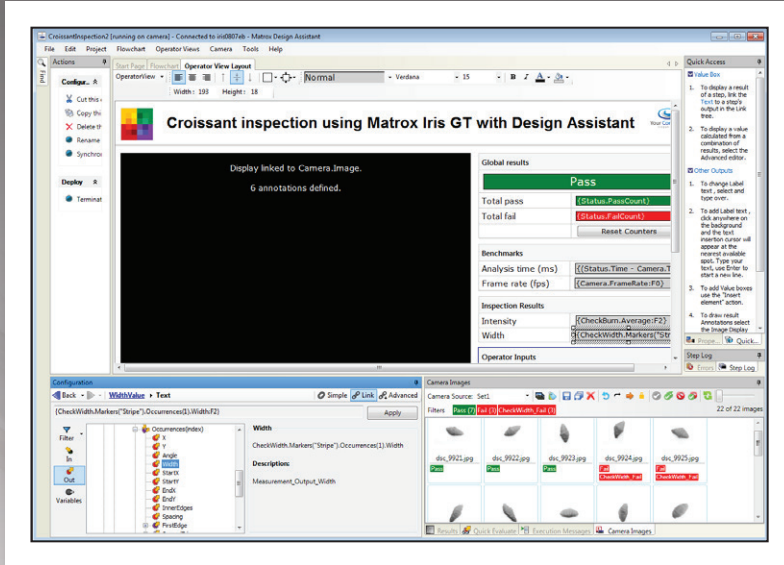 CroissantInspection2 [running on camera] - Connected to iris0807eb - Matrox Design Assistant
File Edit Project Flowchart Operator Views Camera Tools Help
Find
Actions
Configur..
Cut this
Copy thi
Delete th
Rename
Synchror
Deploy
Terminat
Start Page Flowchart Operator View Layout
OperatorView Normal Verdana 15 B I A
Width: 193 Height: 18
Croissant inspection using Matrox Iris GT with Design Assistant
Display linked to Camera.Image.
6 annotations defined.
Global results
Pass
Total pass {Status.PassCount}
Total fail {Status.FailCount}
Reset Counters
Benchmarks
Analysis time (ms) {(Status.Time - Camera.T
Frame rate (fps) {Camera.FrameRate:F0}
Inspection Results
Intensity {CheckBurn.Average:F2}
Width {CheckWidth.Markers("Str
Operator Inputs
Quick Access
Value Box
1. To display a result
of a step, link the
Text to a step's
output in the Link
tree.
2. To display a value
calculated from a
combination of
results, select the
Advanced editor.
Other Outputs
1. To change Label
text , select and
type over.
2. To add Label text ,
click anywhere on
the background
and the text
insertion cursor will
appear at the
nearest available
spot. Type your
text, use Enter to
start a new line.
3. To add Value boxes
use the "Insert
element" action.
4. To draw result
Annotations select
the Image Display
Prope... Quick...
Step Log
Errors Step Log
Configuration
Back WidthValue Text Simple Link Advanced
{CheckWidth.Markers("Stripe").Occurrences(1).Width:F2} Apply
Filter
In
Out
Variables
Occurrences(index)
X
Y
Angle
Width
StartX
StartY
EndX
EndY
InnerEdges
Spacing
FirstEdge
Width
CheckWidth.Markers("Stripe").Occurrences(1).Width
Description:
Measurement_Output_Width
Camera Images
Camera Source: Set1
Filters Pass (7) Fail (3) CheckWidth_Fail (3) 22 of 22 images
dsc_9921.jpg dsc_9922.jpg dsc_9923.jpg dsc_9924.jpg dsc_9925.jpg
Pass Pass Pass Fail Fail
CheckWidth_Fail CheckWidth_Fail
Results Quick Evaluate Execution Messages Camera Images